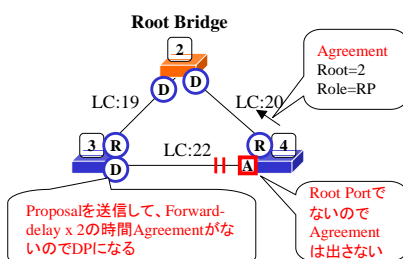 Root Bridge
2
D
D
LC:19
LC:20
Agreement
Root=2
Role=RP
3
R
D
LC:22
A
R
4
Proposalを送信して、Forward-
delay x 2の時間Agreementがな
いのでDPになる
Root Portで
ないので
Agreement
は出さない